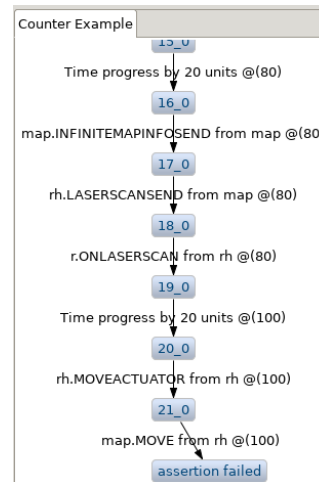 Counter Example
15_0
Time progress by 20 units @(80)
16_0
map.INFINITEMAPINFOSEND from map @(80
17_0
rh.LASERSCANSEND from map @(80)
18_0
r.ONLASERSCAN from rh @(80)
19_0
Time progress by 20 units @(100)
20_0
rh.MOVEACTUATOR from rh @(100)
21_0
map.MOVE from rh @(100)
assertion failed